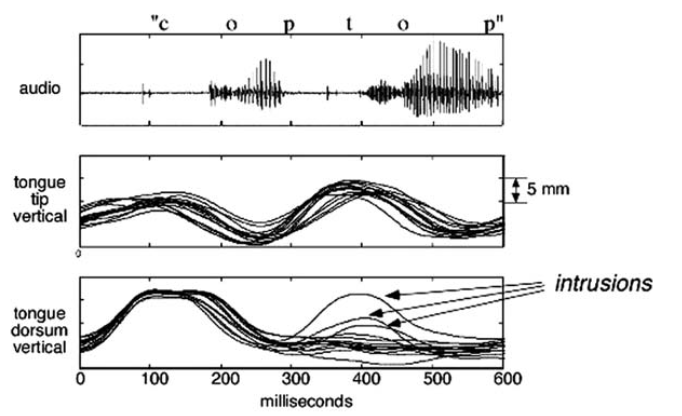 "c o p t o p"
audio
tongue
tip
vertical
5 mm
0
tongue
dorsum
vertical
intrusions
0 100 200 300 400 500 600
milliseconds